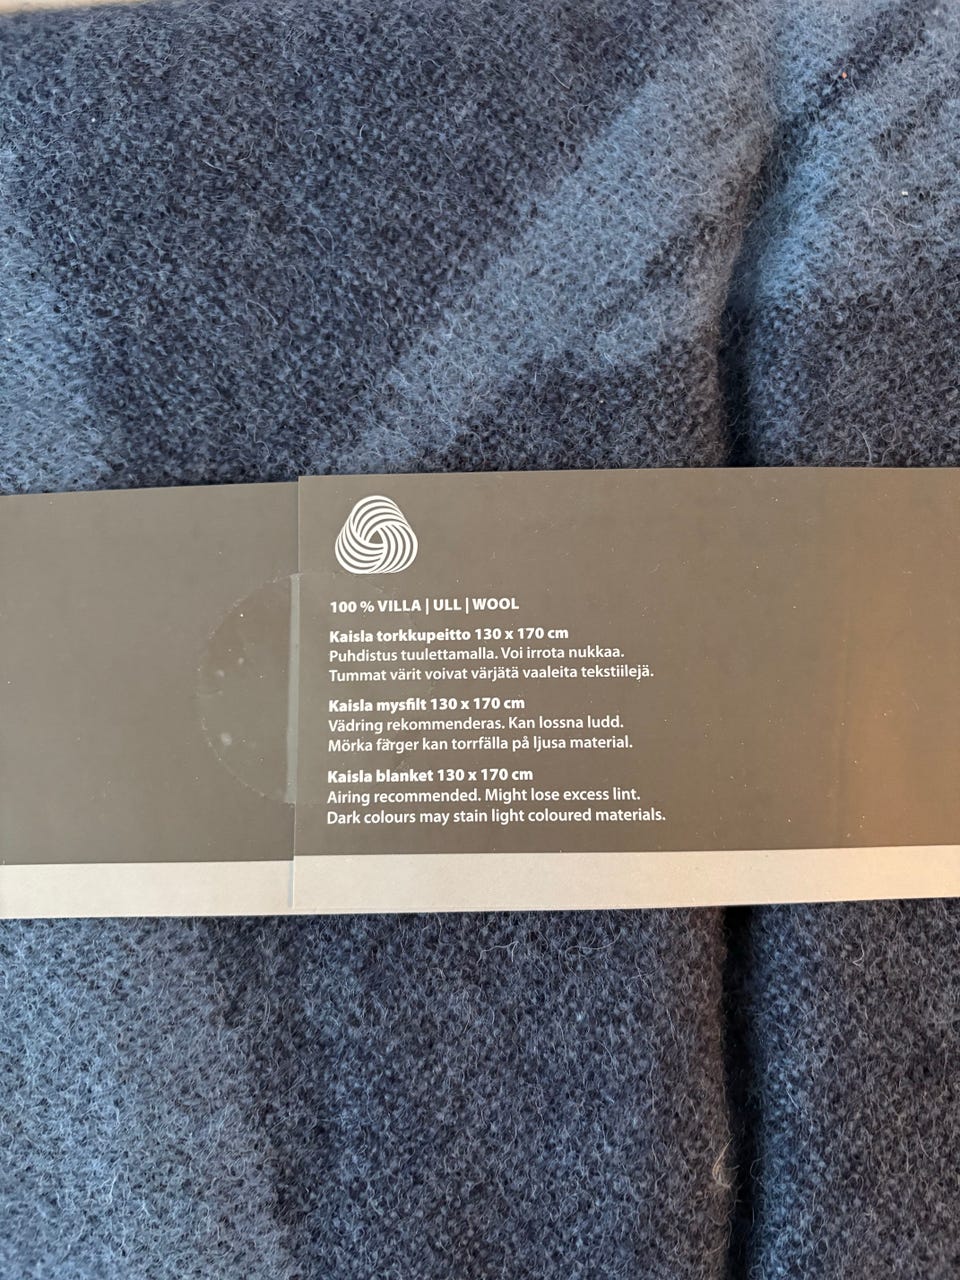 100 % VILLA | ULL | WOOL
Kaisla torkkupeitto 130 x 170 cm
Puhdistus tuulettamalla. Voi irrota nukkaa.
Tummat värit voivat värjätä vaaleita tekstiilejä.
Kaisla mysfilt 130 x 170 cm
Vädring rekommenderas. Kan lossna ludd.
Mörka färger kan torrfälla på ljusa material.
Kaisla blanket 130 x 170 cm
Airing recommended. Might lose excess lint.
Dark colours may stain light coloured materials.